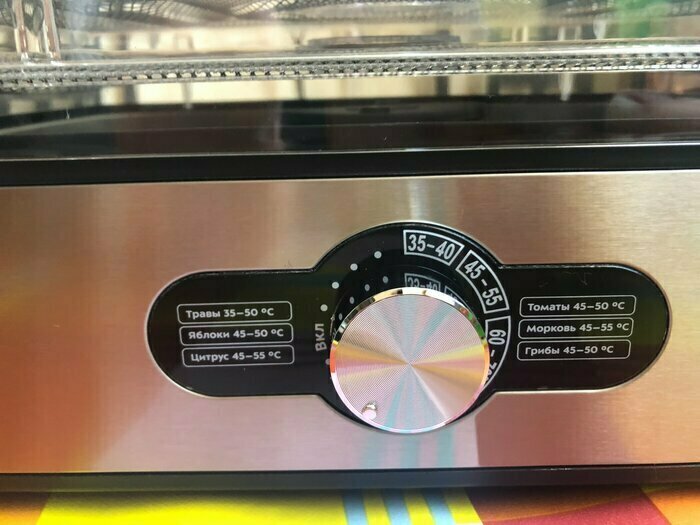 35–40
45–55
60–
ВКЛ
Травы 35–50 °C
Яблоки 45–50 °C
Цитрус 45–55 °C
Томаты 45–50 °C
Морковь 45–55 °C
Грибы 45–50 °C